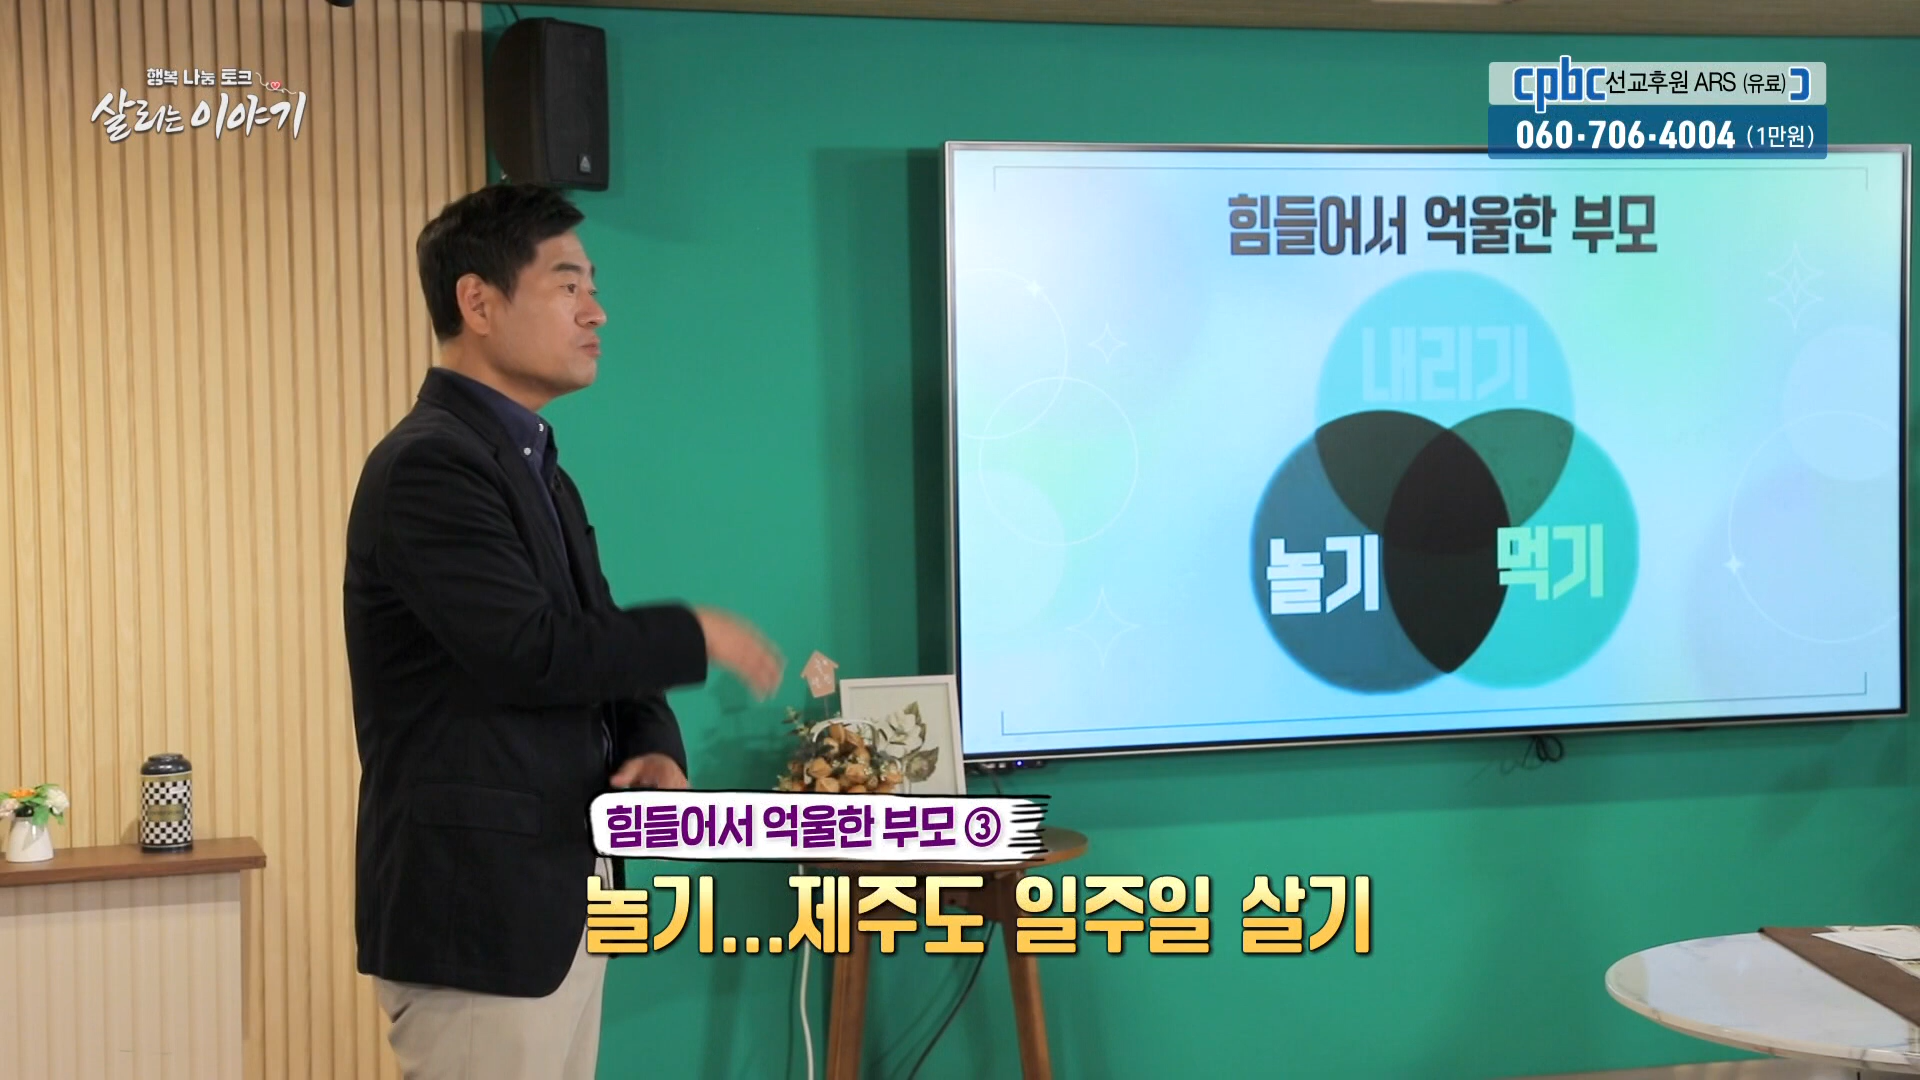 행복 나눔 토크
살리는 이야기
cpbc 선교후원 ARS (유료)
060·706·4004 (1만원)
힘들어서 억울한 부모
내리기
놀기
먹기
힘들어서 억울한 부모 ③
놀기...제주도 일주일 살기